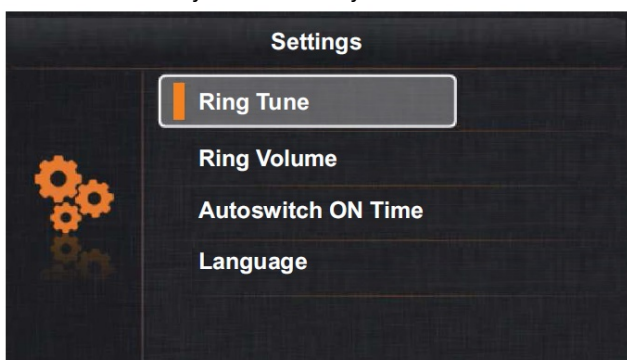 Settings
Ring Tune
Ring Volume
Autoswitch ON Time
Language